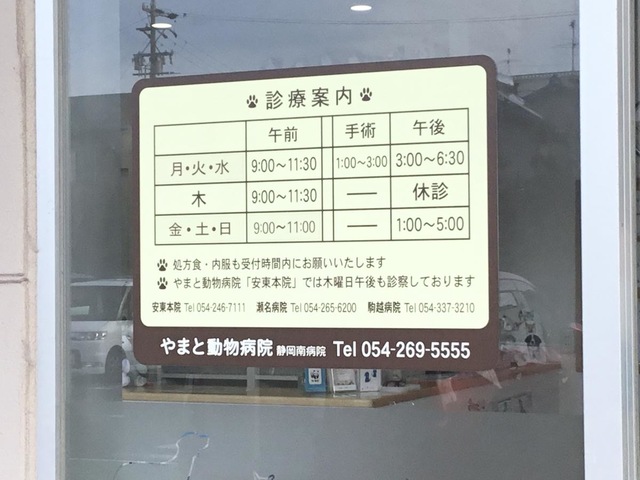 診療案内
午前 手術 午後
月・火・水 9:00〜11:30 1:00〜3:00 3:00〜6:30
木 9:00〜11:30 — 休診
金・土・日 9:00〜11:00 — 1:00〜5:00
処方食・内服も受付時間内にお願いいたします
やまと動物病院「安東本院」では木曜日午後も診察しております
安東本院 Tel 054-246-7111 瀬名病院 Tel 054-265-6200 駒越病院 Tel 054-337-3210
やまと動物病院 静岡南病院 Tel 054-269-5555